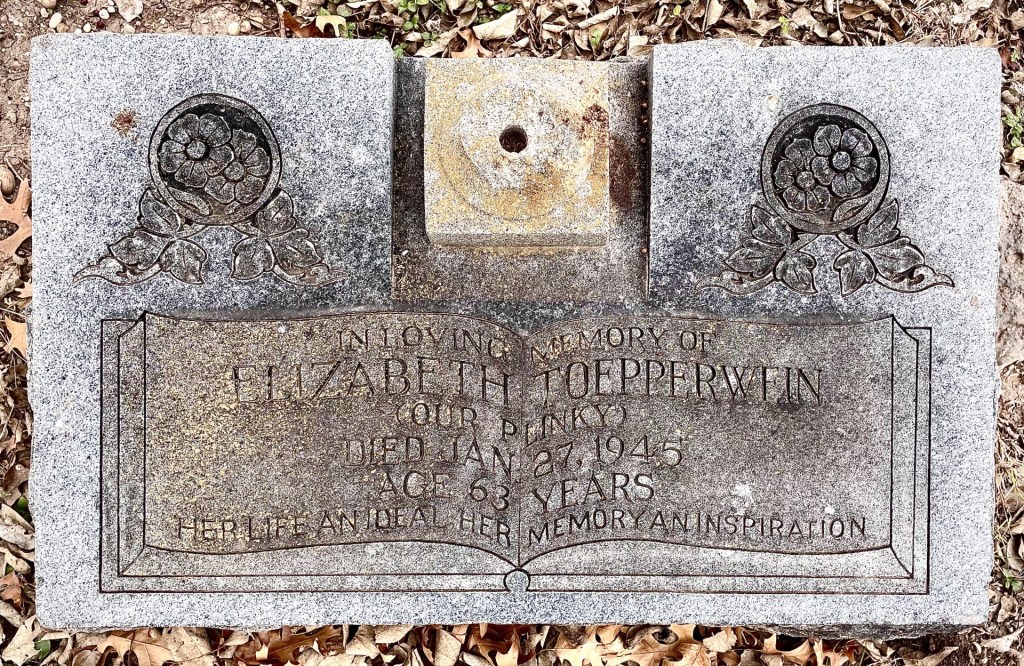 IN LOVING MEMORY OF
ELIZABETH TOEPPERWEIN
(OUR PLINKY)
DIED JAN. 27, 1945
AGE 63 YEARS
HER LIFE AN IDEAL HER MEMORY AN INSPIRATION